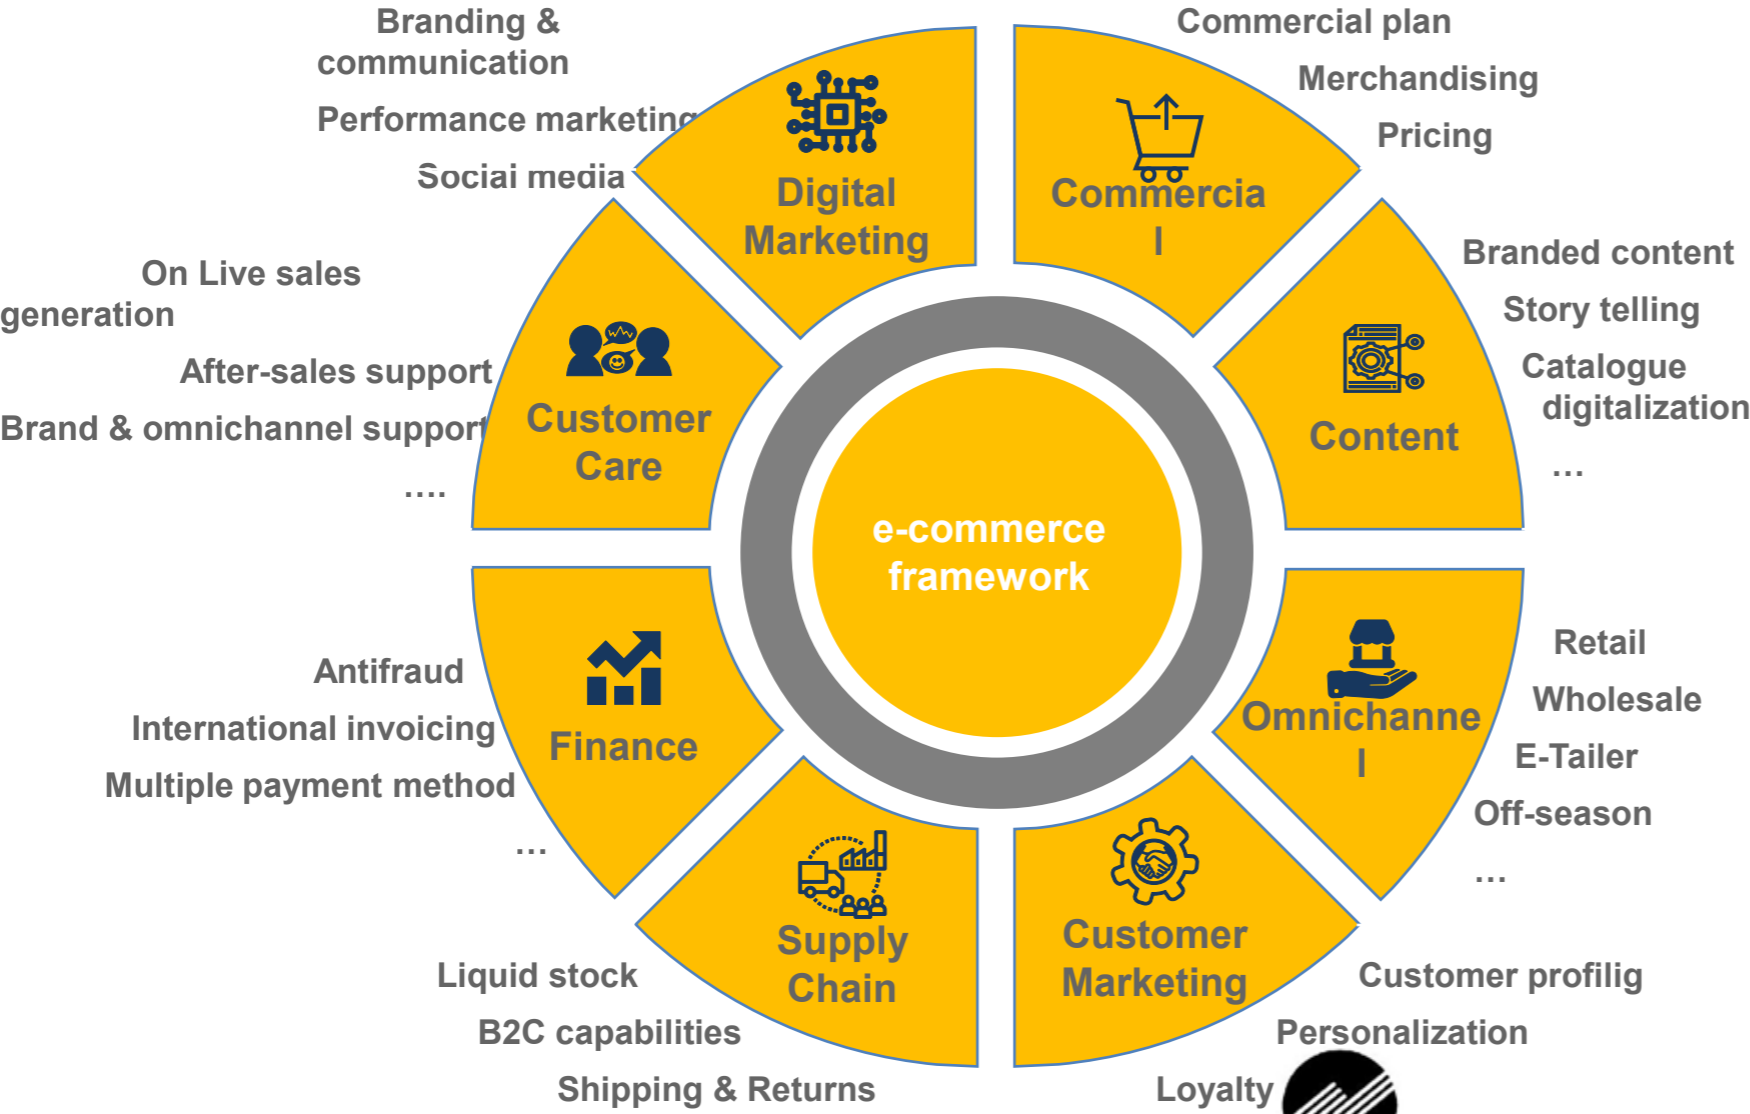 Branding &
communication
Performance marketing
Sociai media
Digital
Marketing
Commercial plan
Merchandising
Pricing
Commercia
l
Branded content
Story telling
Catalogue
digitalization
...
Content
Retail
Wholesale
E-Tailer
Off-season
...
Omnichanne
l
Customer profilig
Personalization
Loyalty
Customer
Marketing
Supply
Chain
Liquid stock
B2C capabilities
Shipping & Returns
Finance
Antifraud
International invoicing
Multiple payment method
...
Customer
Care
On Live sales
generation
After-sales support
Brand & omnichannel support
....
e-commerce
framework